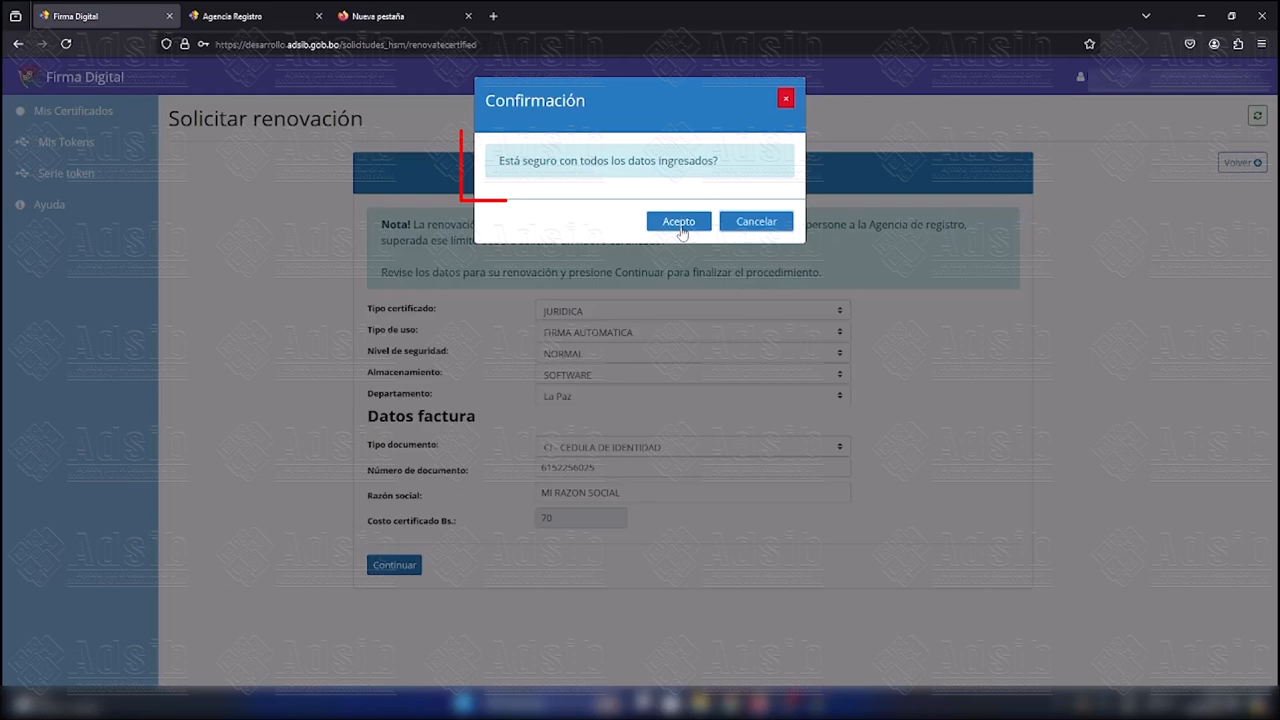 Firma Digital
Agencia Registro
Nueva pestaña
https://desarrollo.adsib.gob.bo/solicitudes_hsm/renovatecertified
Firma Digital
Mis Certificados
Mis Tokens
Serie token
Ayuda
Solicitar renovación
Volver
Confirmación
Está seguro con todos los datos ingresados?
Acepto
Cancelar
Nota! La renovació
persone a la Agencia de registro,
superada ese lím
Revise los datos para su renovación y presione Continuar para finalizar el procedimiento.
Tipo certificado:
JURIDICA
Tipo de uso:
FIRMA AUTOMATICA
Nivel de seguridad:
NORMAL
Almacenamiento:
SOFTWARE
Departamento:
La Paz
Datos factura
Tipo documento:
CI - CEDULA DE IDENTIDAD
Número de documento:
6152256025
Razón social:
MI RAZON SOCIAL
Costo certificado Bs.:
70
Continuar
Adsib